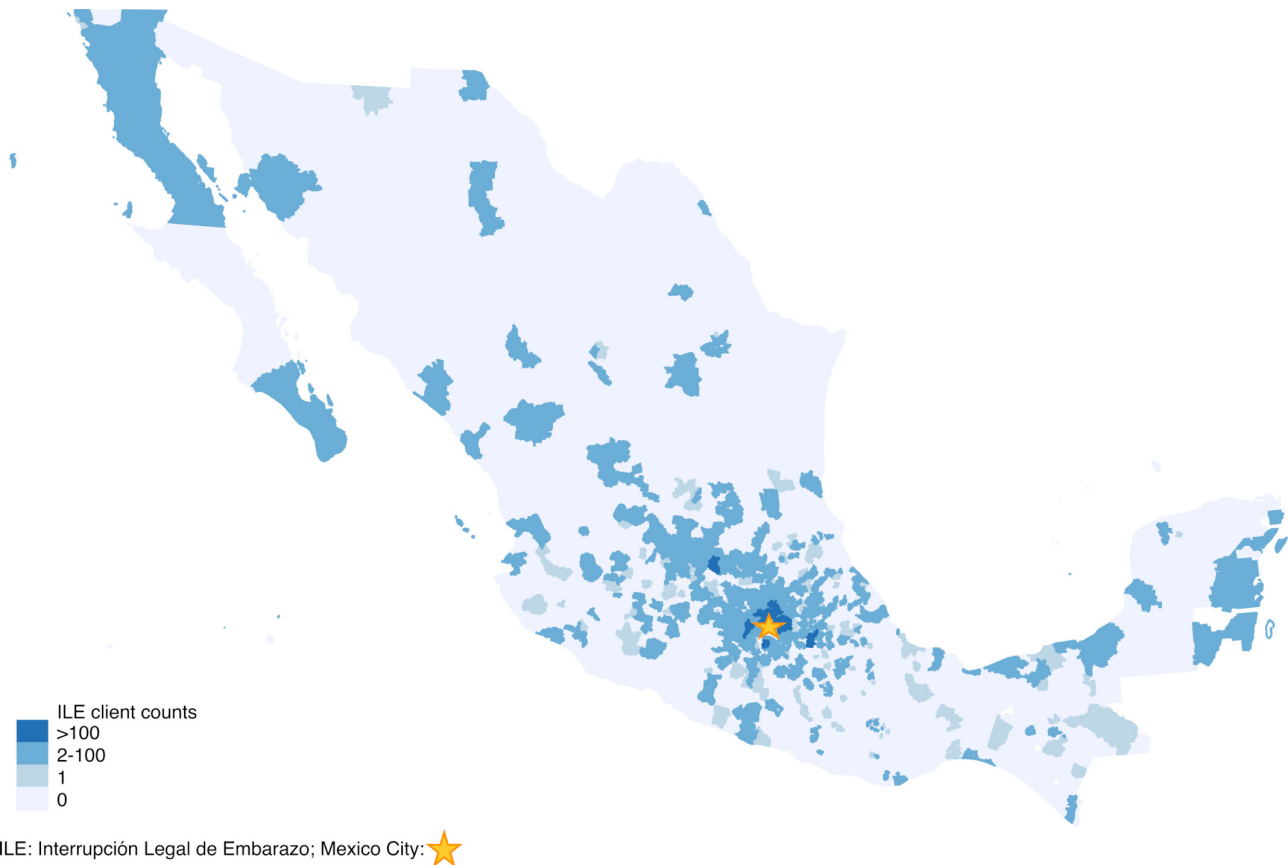 ILE client counts
>100
2-100
1
0
ILE: Interrupción Legal de Embarazo; Mexico City: